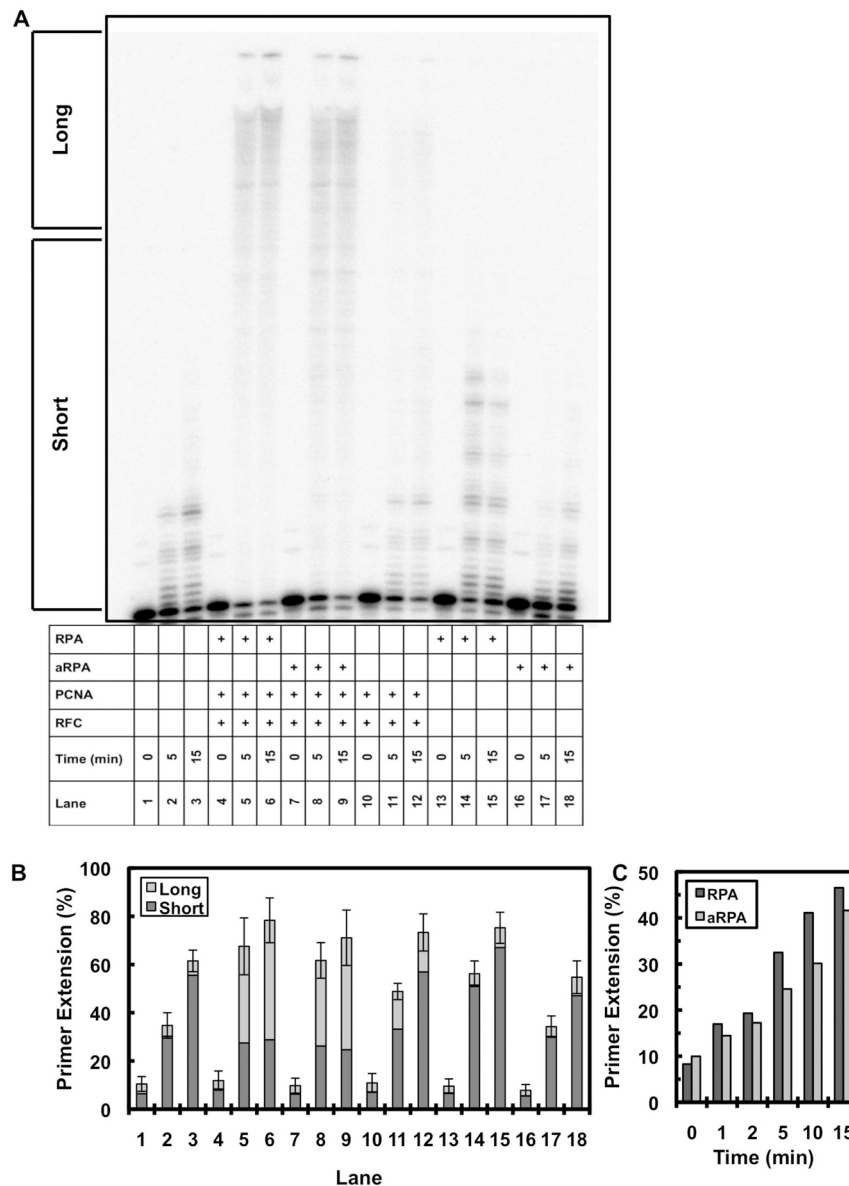 A
Long
Short
RPA + + + + + +
aRPA + + + + + +
PCNA + + + + + + + + +
RFC + + + + + + + + +
Time (min) 0 5 15 0 5 15 0 5 15 0 5 15 0 5 15 0 5 15
Lane 1 2 3 4 5 6 7 8 9 10 11 12 13 14 15 16 17 18
B
Primer Extension (%)
100
80
60
40
20
0
Long
Short
1 2 3 4 5 6 7 8 9 10 11 12 13 14 15 16 17 18
Lane
C
Primer Extension (%)
50
40
30
20
10
0
RPA
aRPA
0 1 2 5 10 15
Time (min)